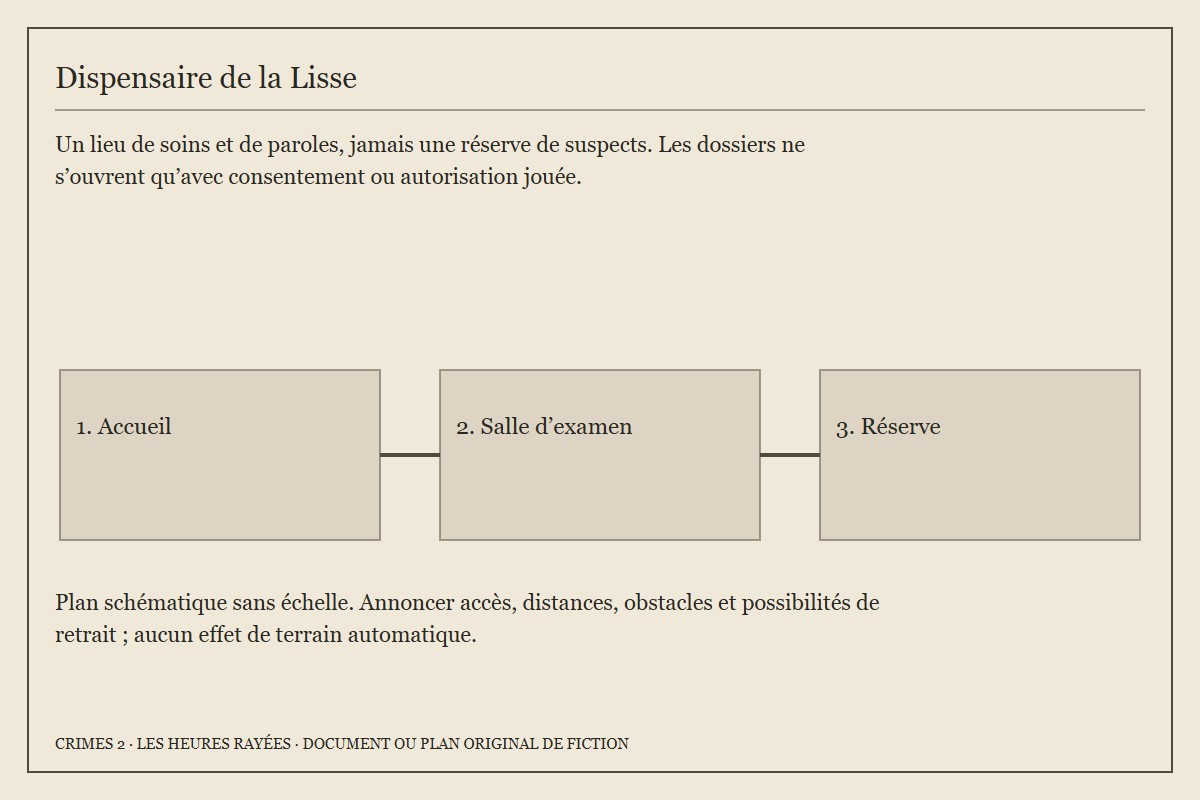 Dispensaire de la Lisse
Un lieu de soins et de paroles, jamais une réserve de suspects. Les dossiers ne
s’ouvrent qu’avec consentement ou autorisation jouée.
1. Accueil
2. Salle d’examen
3. Réserve
Plan schématique sans échelle. Annoncer accès, distances, obstacles et possibilités de
retrait ; aucun effet de terrain automatique.
CRIMES 2 · LES HEURES RAYÉES · DOCUMENT OU PLAN ORIGINAL DE FICTION